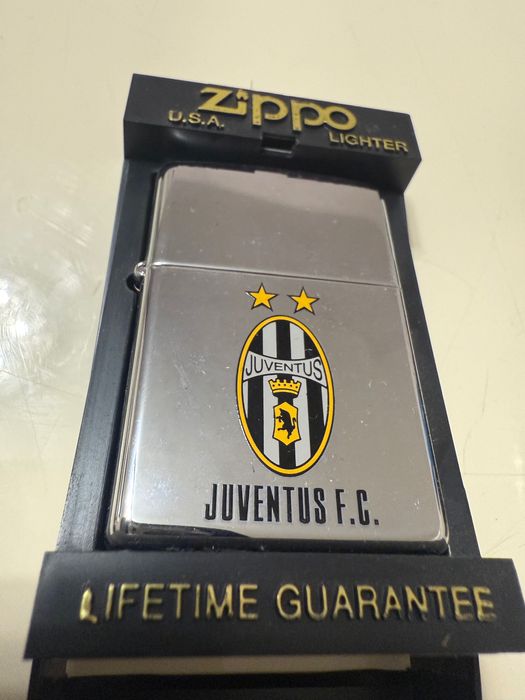 Zippo
U.S.A.
LIGHTER
JUVENTUS
JUVENTUS F.C.
LIFETIME GUARANTEE